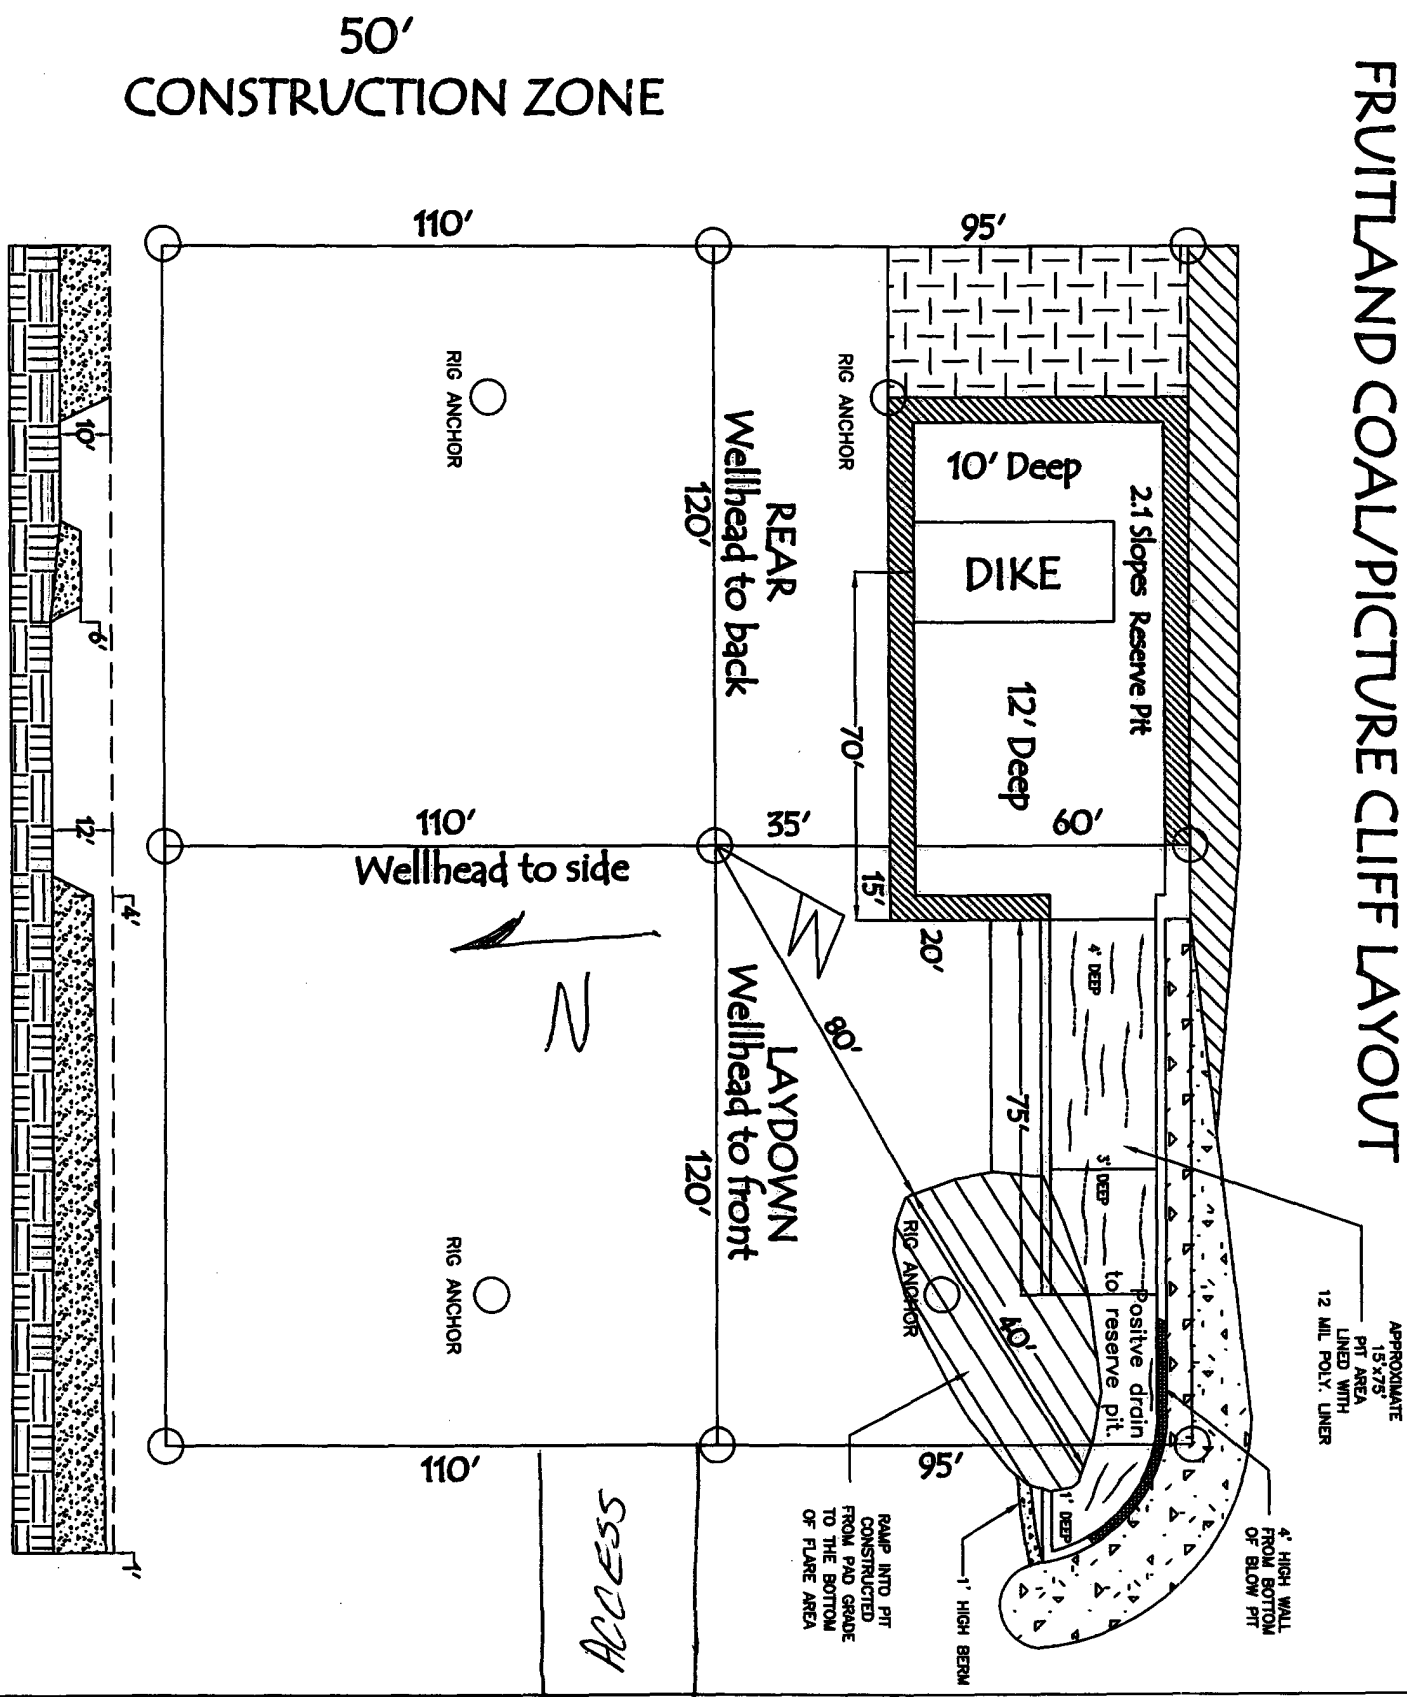 FRUITLAND COAL/PICTURE CLIFF LAYOUT
50'
CONSTRUCTION ZONE
110'
95'
RIG ANCHOR
RIG ANCHOR
10' Deep
2.1 Slopes Reserve Pit
DIKE
12' Deep
REAR
Wellhead to back
120'
70'
15'
20'
110'
Wellhead to side
35'
60'
N
80'
LAYDOWN
Wellhead to front
120'
75'
4' DEEP
3' DEEP
Positve drain
to reserve pit.
1' DEEP
40'
RIG ANCHOR
RIG ANCHOR
110'
95'
ACCESS
APPROXIMATE
15'x75'
PIT AREA
LINED WITH
12 MIL POLY. LINER
4' HIGH WALL
FROM BOTTOM
OF BLOW PIT
1' HIGH BERM
RAMP INTO PIT
CONSTRUCTED
FROM PAD GRADE
TO THE BOTTOM
OF FLARE AREA
10'
6'
12'
4'
1'